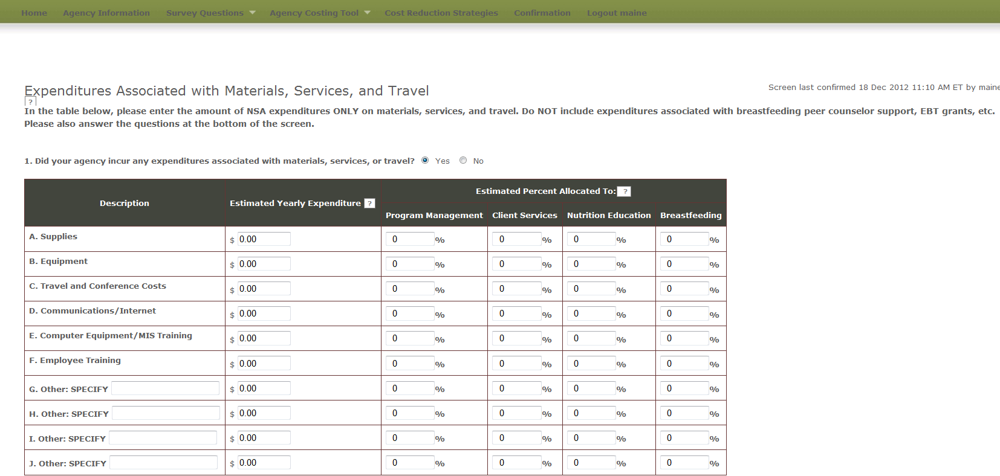 Home Agency Information Survey Questions Agency Costing Tool Cost Reduction Strategies Confirmation Logout maine
Expenditures Associated with Materials, Services, and Travel
Screen last confirmed 18 Dec 2012 11:10 AM ET by maine
?
In the table below, please enter the amount of NSA expenditures ONLY on materials, services, and travel. Do NOT include expenditures associated with breastfeeding peer counselor support, EBT grants, etc.
Please also answer the questions at the bottom of the screen.
1. Did your agency incur any expenditures associated with materials, services, or travel? Yes No
Description Estimated Yearly Expenditure ? Estimated Percent Allocated To: ?
Program Management Client Services Nutrition Education Breastfeeding
A. Supplies $ 0.00 0 % 0 % 0 % 0 %
B. Equipment $ 0.00 0 % 0 % 0 % 0 %
C. Travel and Conference Costs $ 0.00 0 % 0 % 0 % 0 %
D. Communications/Internet $ 0.00 0 % 0 % 0 % 0 %
E. Computer Equipment/MIS Training $ 0.00 0 % 0 % 0 % 0 %
F. Employee Training $ 0.00 0 % 0 % 0 % 0 %
G. Other: SPECIFY $ 0.00 0 % 0 % 0 % 0 %
H. Other: SPECIFY $ 0.00 0 % 0 % 0 % 0 %
I. Other: SPECIFY $ 0.00 0 % 0 % 0 % 0 %
J. Other: SPECIFY $ 0.00 0 % 0 % 0 % 0 %